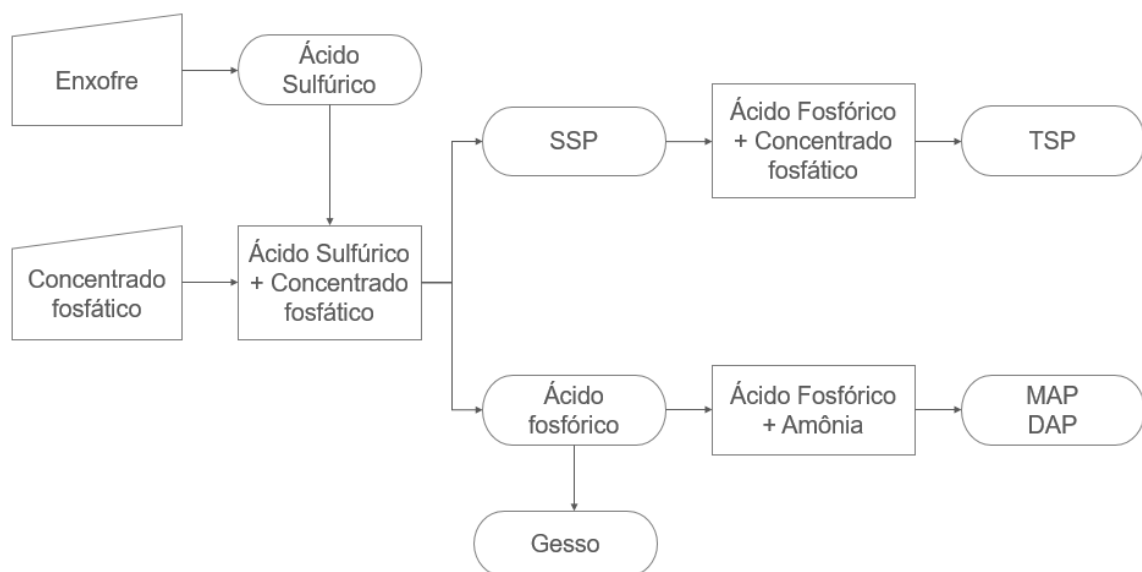 Enxofre
Ácido
Sulfúrico
SSP
Ácido Fosfórico
+ Concentrado
fosfático
TSP
Concentrado
fosfático
Ácido Sulfúrico
+ Concentrado
fosfático
Ácido
fosfórico
Ácido Fosfórico
+ Amônia
MAP
DAP
Gesso